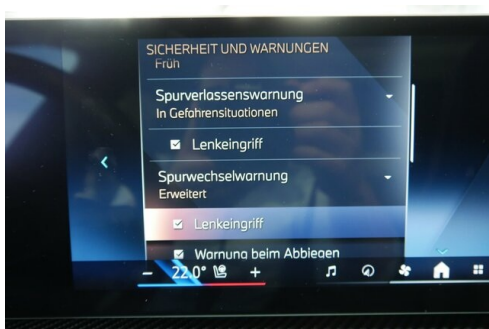 SICHERHEIT UND WARNUNGEN
Früh
Spurverlassenswarnung
In Gefahrensituationen
Lenkeingriff
Spurwechselwarnung
Erweitert
Lenkeingriff
Warnung beim Abbiegen
- 22.0° +